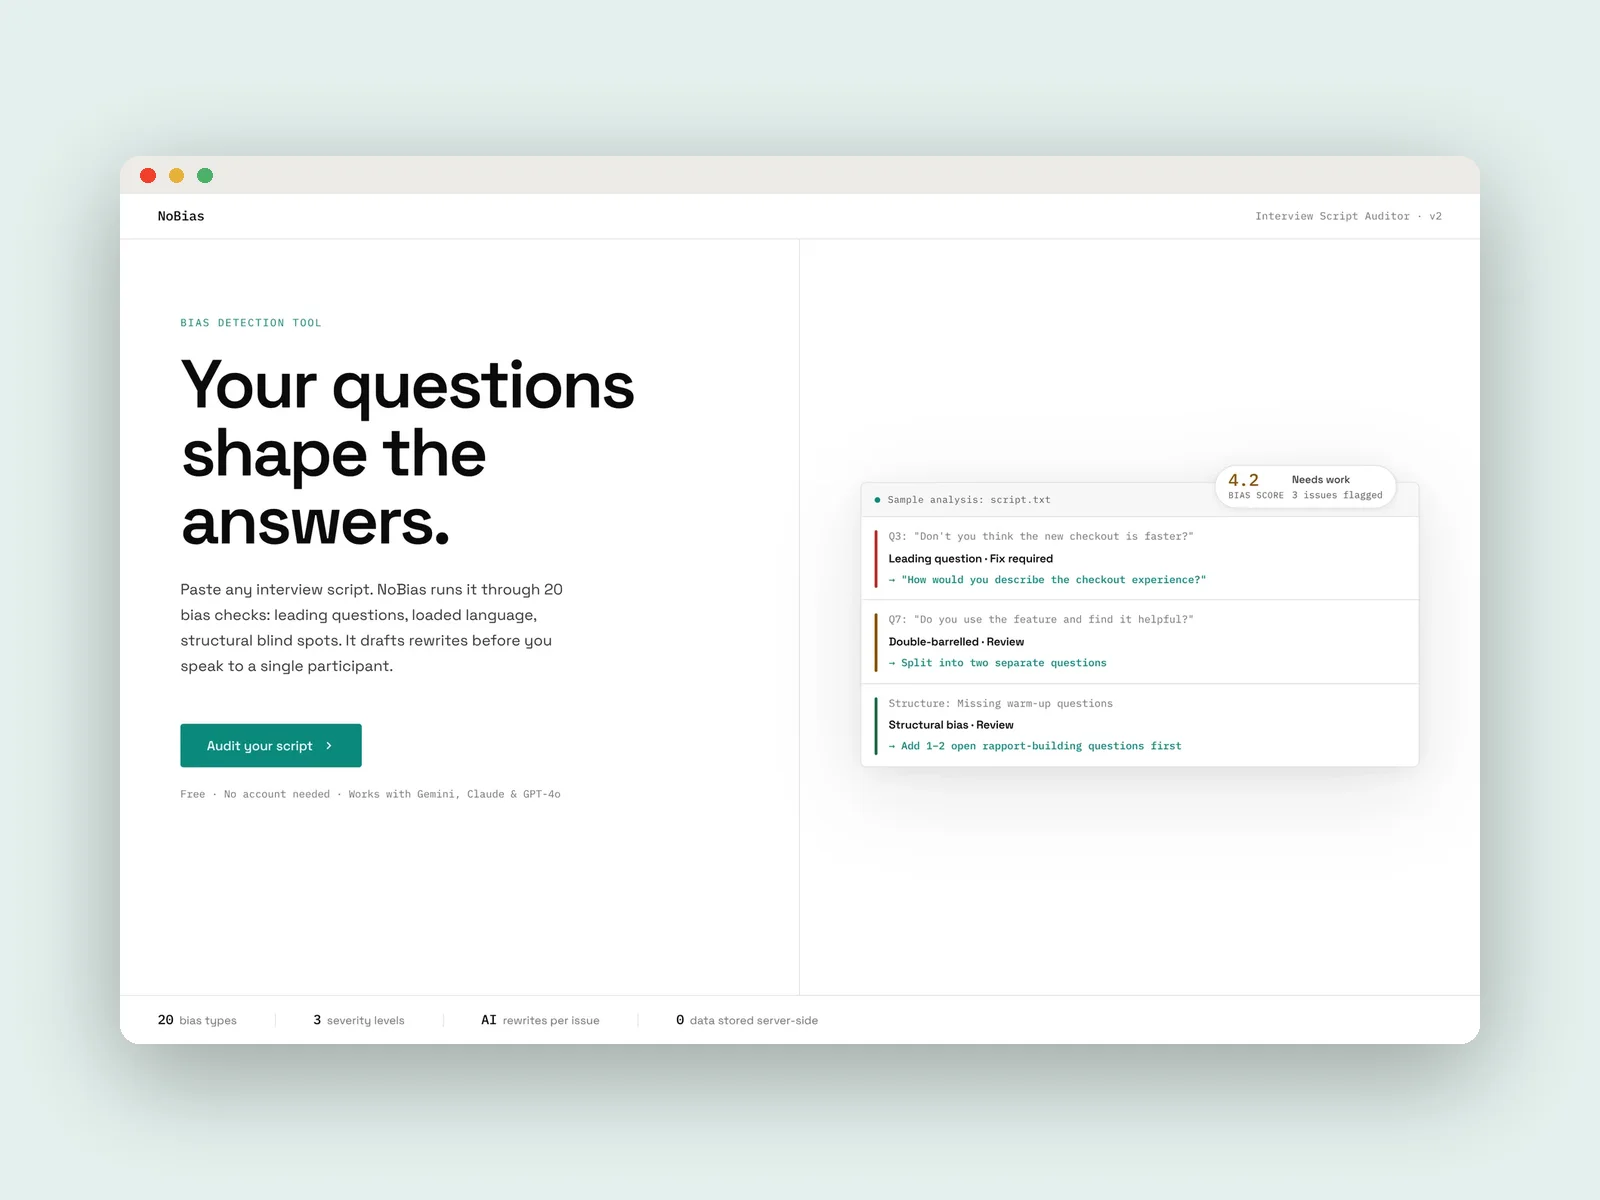 NoBias
Interview Script Auditor · v2
BIAS DETECTION TOOL
Your questions
shape the
answers.
Paste any interview script. NoBias runs it through 20
bias checks: leading questions, loaded language,
structural blind spots. It drafts rewrites before you
speak to a single participant.
Audit your script
Free · No account needed · Works with Gemini, Claude & GPT-4o
Sample analysis: script.txt
4.2
BIAS SCORE
Needs work
3 issues flagged
Q3: "Don't you think the new checkout is faster?"
Leading question · Fix required
→ "How would you describe the checkout experience?"
Q7: "Do you use the feature and find it helpful?"
Double-barrelled · Review
→ Split into two separate questions
Structure: Missing warm-up questions
Structural bias · Review
→ Add 1–2 open rapport-building questions first
20 bias types
3 severity levels
AI rewrites per issue
0 data stored server-side